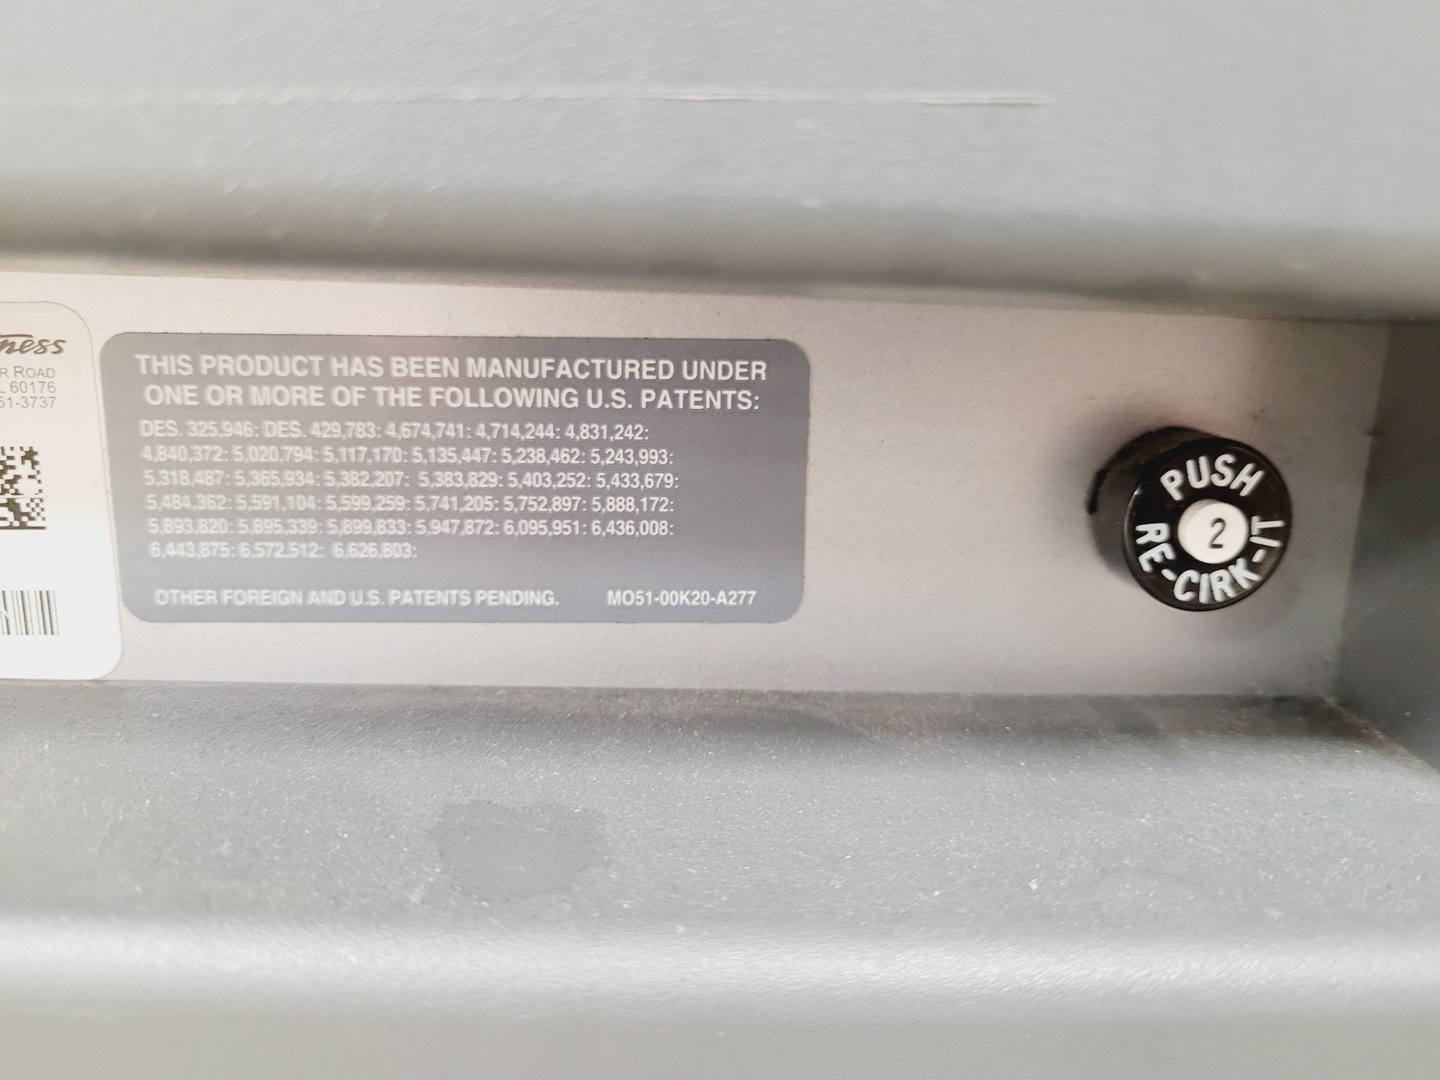 ness
R ROAD
L 60176
51-3737
THIS PRODUCT HAS BEEN MANUFACTURED UNDER
ONE OR MORE OF THE FOLLOWING U.S. PATENTS:
DES. 325,946: DES. 429,783: 4,674,741: 4,714,244: 4,831,242:
4,840,372: 5,020,794: 5,117,170: 5,135,447: 5,238,462: 5,243,993:
5,318,487: 5,365,934: 5,382,207: 5,383,829: 5,403,252: 5,433,679:
5,484,362: 5,591,104: 5,599,259: 5,741,205: 5,752,897: 5,888,172:
5,893,820: 5,895,339: 5,899,833: 5,947,872: 6,095,951: 6,436,008:
6,443,875: 6,572,512: 6,626,803:
OTHER FOREIGN AND U.S. PATENTS PENDING. MO51-00K20-A277
PUSH
2
RE-CIRK-IT